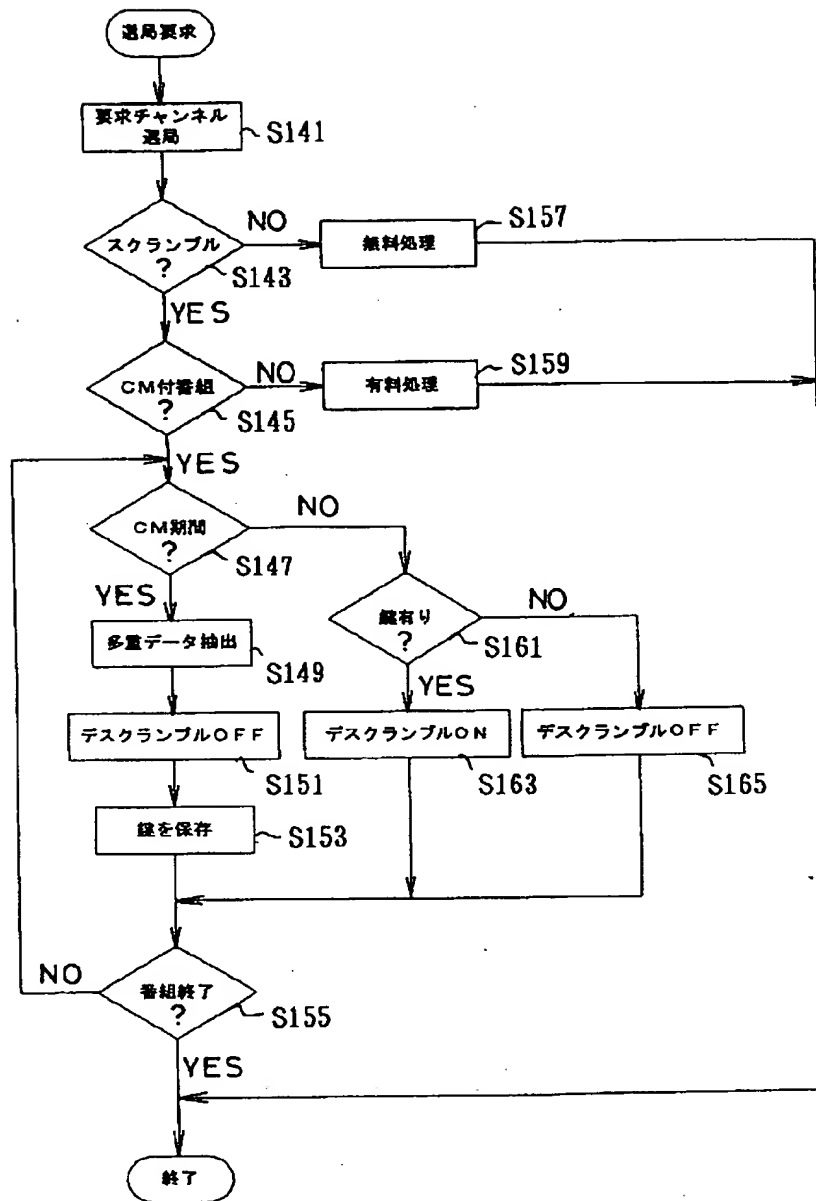 選局要求
要求チャンネル
選局
S141
スクランブル
?
S143
NO
無料処理
S157
YES
CM付番組
?
S145
NO
有料処理
S159
YES
CM期間
?
S147
NO
YES
鍵有り
?
S161
NO
多重データ抽出
S149
YES
デスクランブルOFF
S151
デスクランブルON
S163
デスクランブルOFF
S165
鍵を保存
S153
番組終了
?
S155
NO
YES
終了